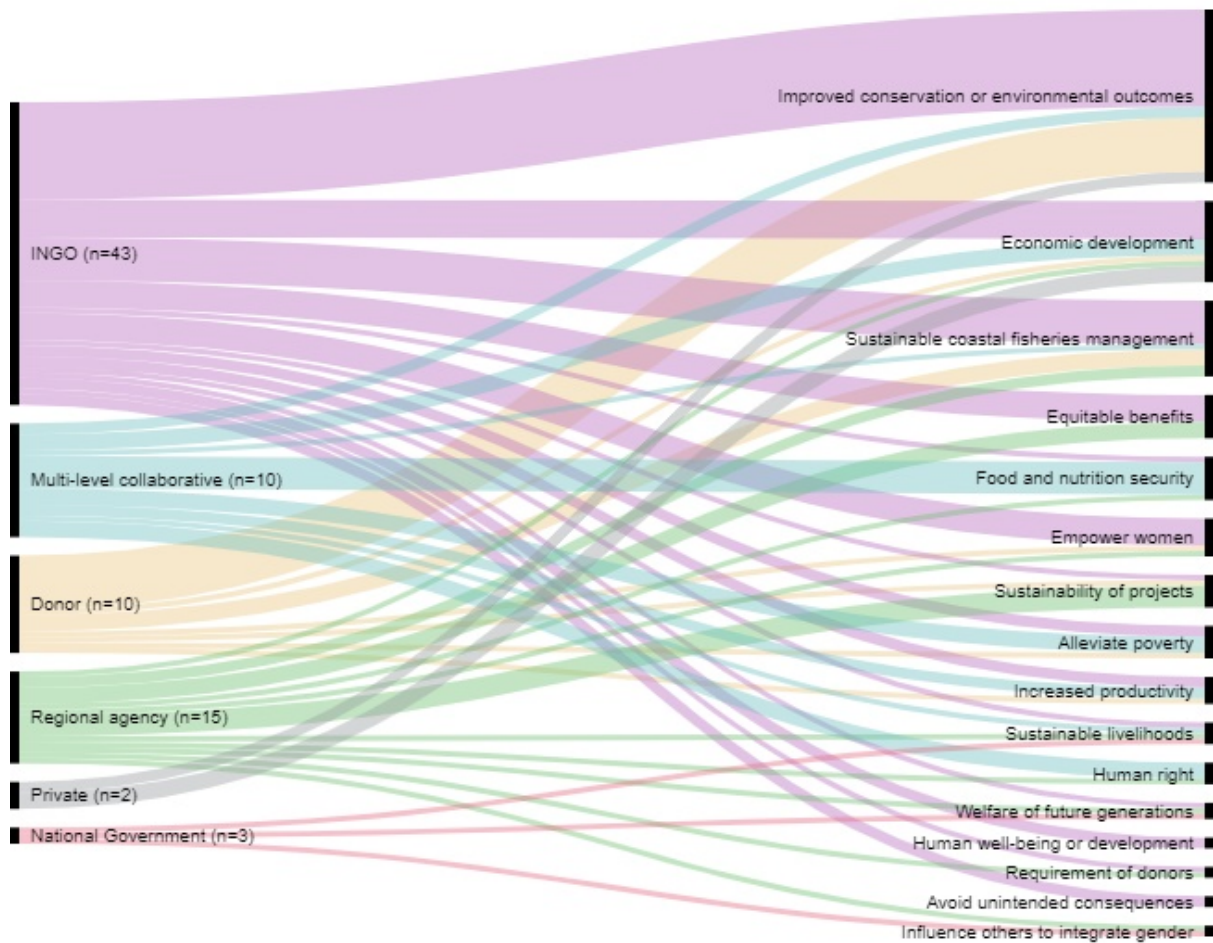 INGO (n=43)
Multi-level collaborative (n=10)
Donor (n=10)
Regional agency (n=15)
Private (n=2)
National Government (n=3)
Improved conservation or environmental outcomes
Economic development
Sustainable coastal fisheries management
Equitable benefits
Food and nutrition security
Empower women
Sustainability of projects
Alleviate poverty
Increased productivity
Sustainable livelihoods
Human right
Welfare of future generations
Human well-being or development
Requirement of donors
Avoid unintended consequences
Influence others to integrate gender